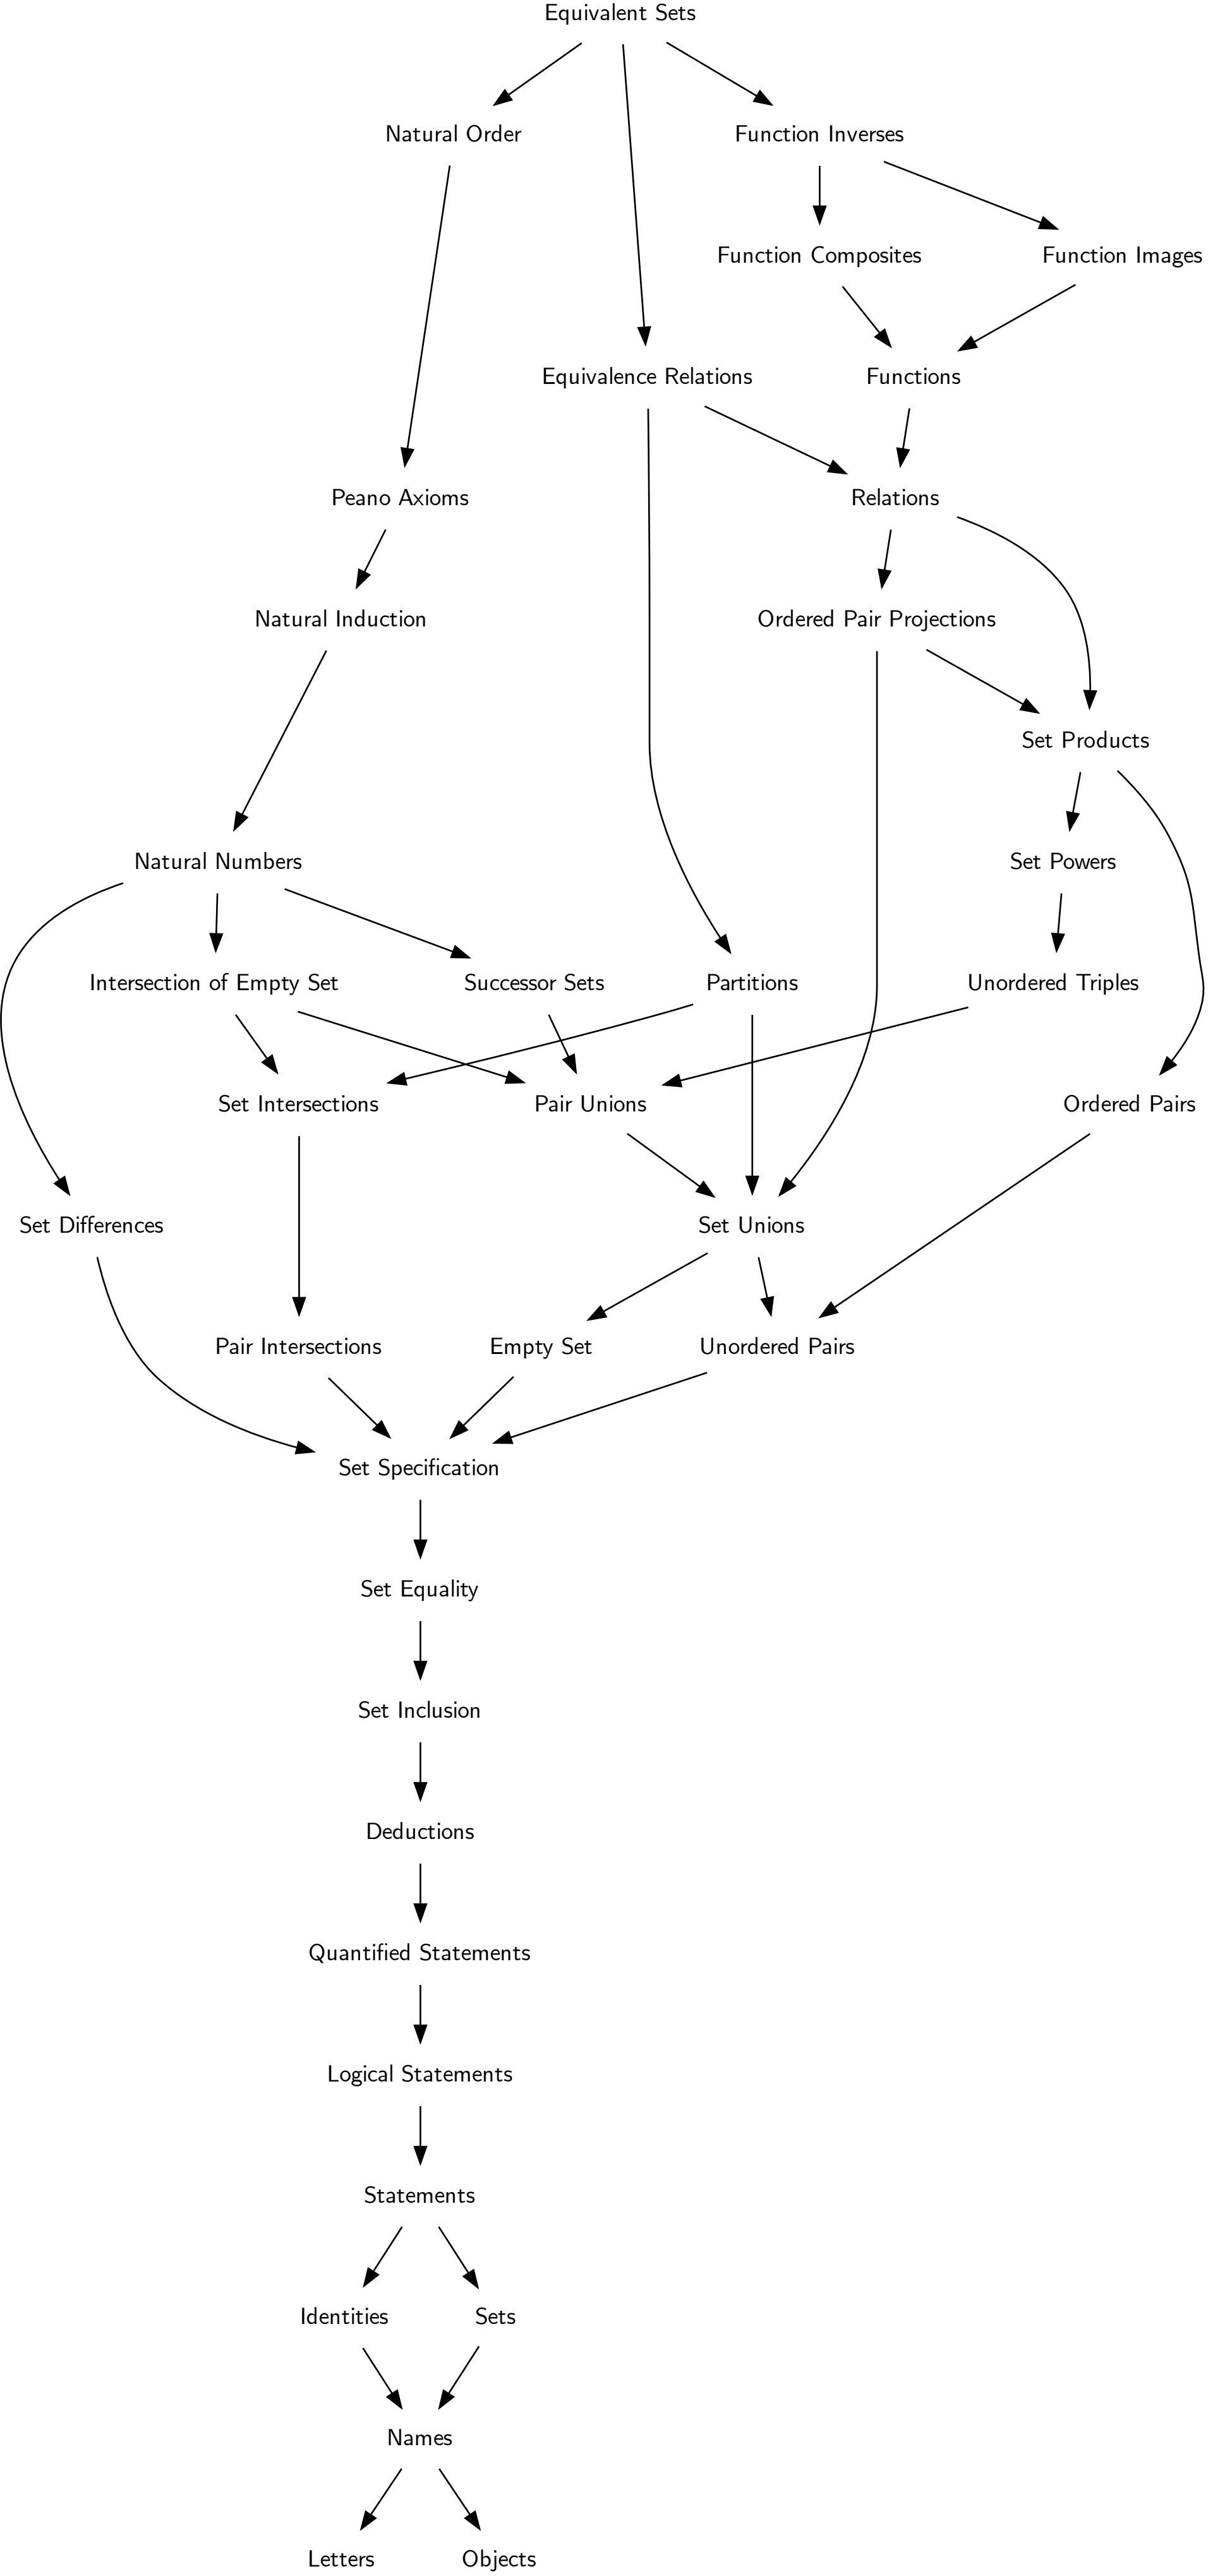 Equivalent Sets
Natural Order
Function Inverses
Function Composites
Function Images
Equivalence Relations
Functions
Peano Axioms
Relations
Natural Induction
Ordered Pair Projections
Set Products
Natural Numbers
Set Powers
Intersection of Empty Set
Successor Sets
Partitions
Unordered Triples
Set Intersections
Pair Unions
Ordered Pairs
Set Differences
Set Unions
Pair Intersections
Empty Set
Unordered Pairs
Set Specification
Set Equality
Set Inclusion
Deductions
Quantified Statements
Logical Statements
Statements
Identities
Sets
Names
Letters
Objects